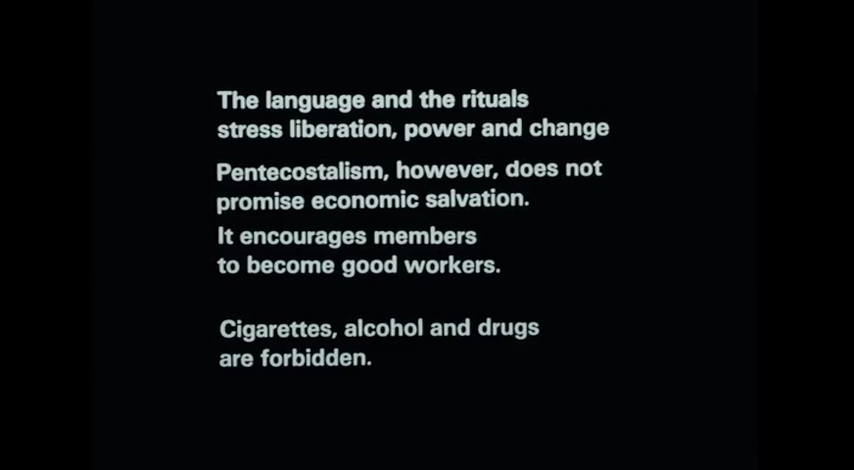 The language and the rituals
stress liberation, power and change
Pentecostalism, however, does not
promise economic salvation.
It encourages members
to become good workers.
Cigarettes, alcohol and drugs
are forbidden.